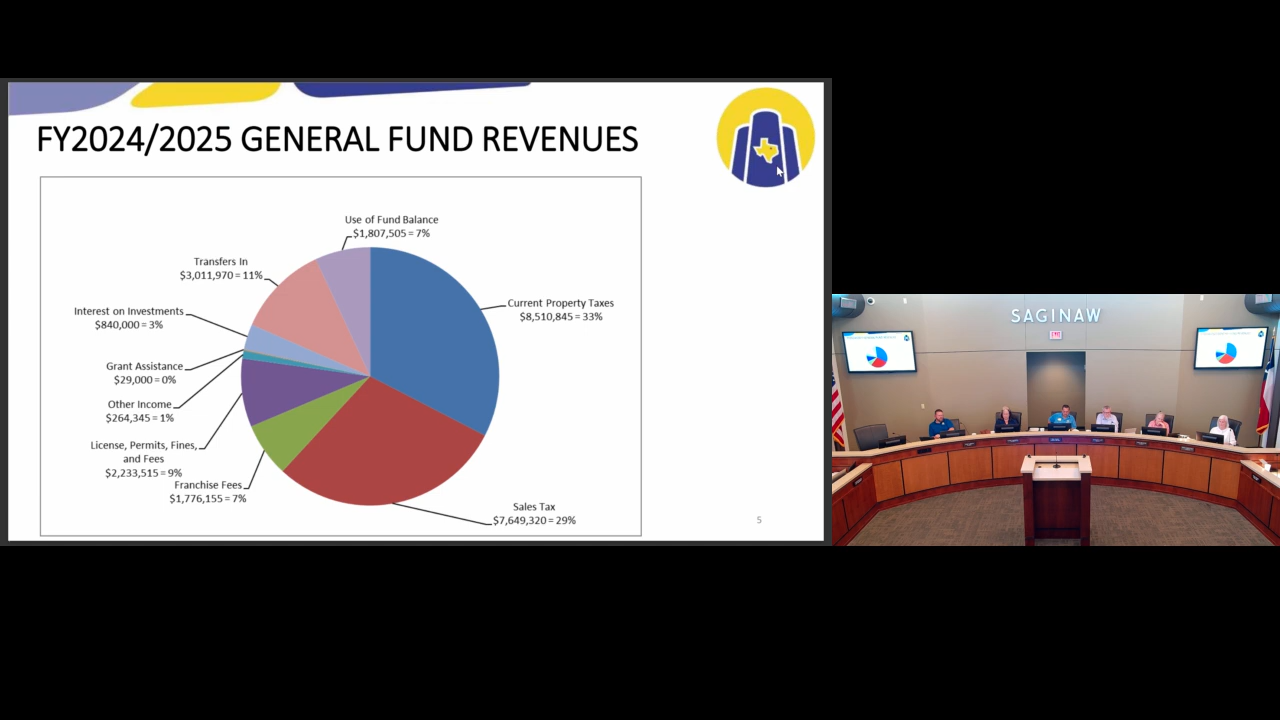 FY2024/2025 GENERAL FUND REVENUES
Use of Fund Balance
$1,807,505 = 7%
Transfers In
$3,011,970 = 11%
Interest on Investments
$840,000 = 3%
Current Property Taxes
$8,510,845 = 33%
Grant Assistance
$29,000 = 0%
Other Income
$264,345 = 1%
License, Permits, Fines,
and Fees
$2,233,515 = 9%
Franchise Fees
$1,776,155 = 7%
Sales Tax
$7,649,320 = 29%
5
SAGINAW